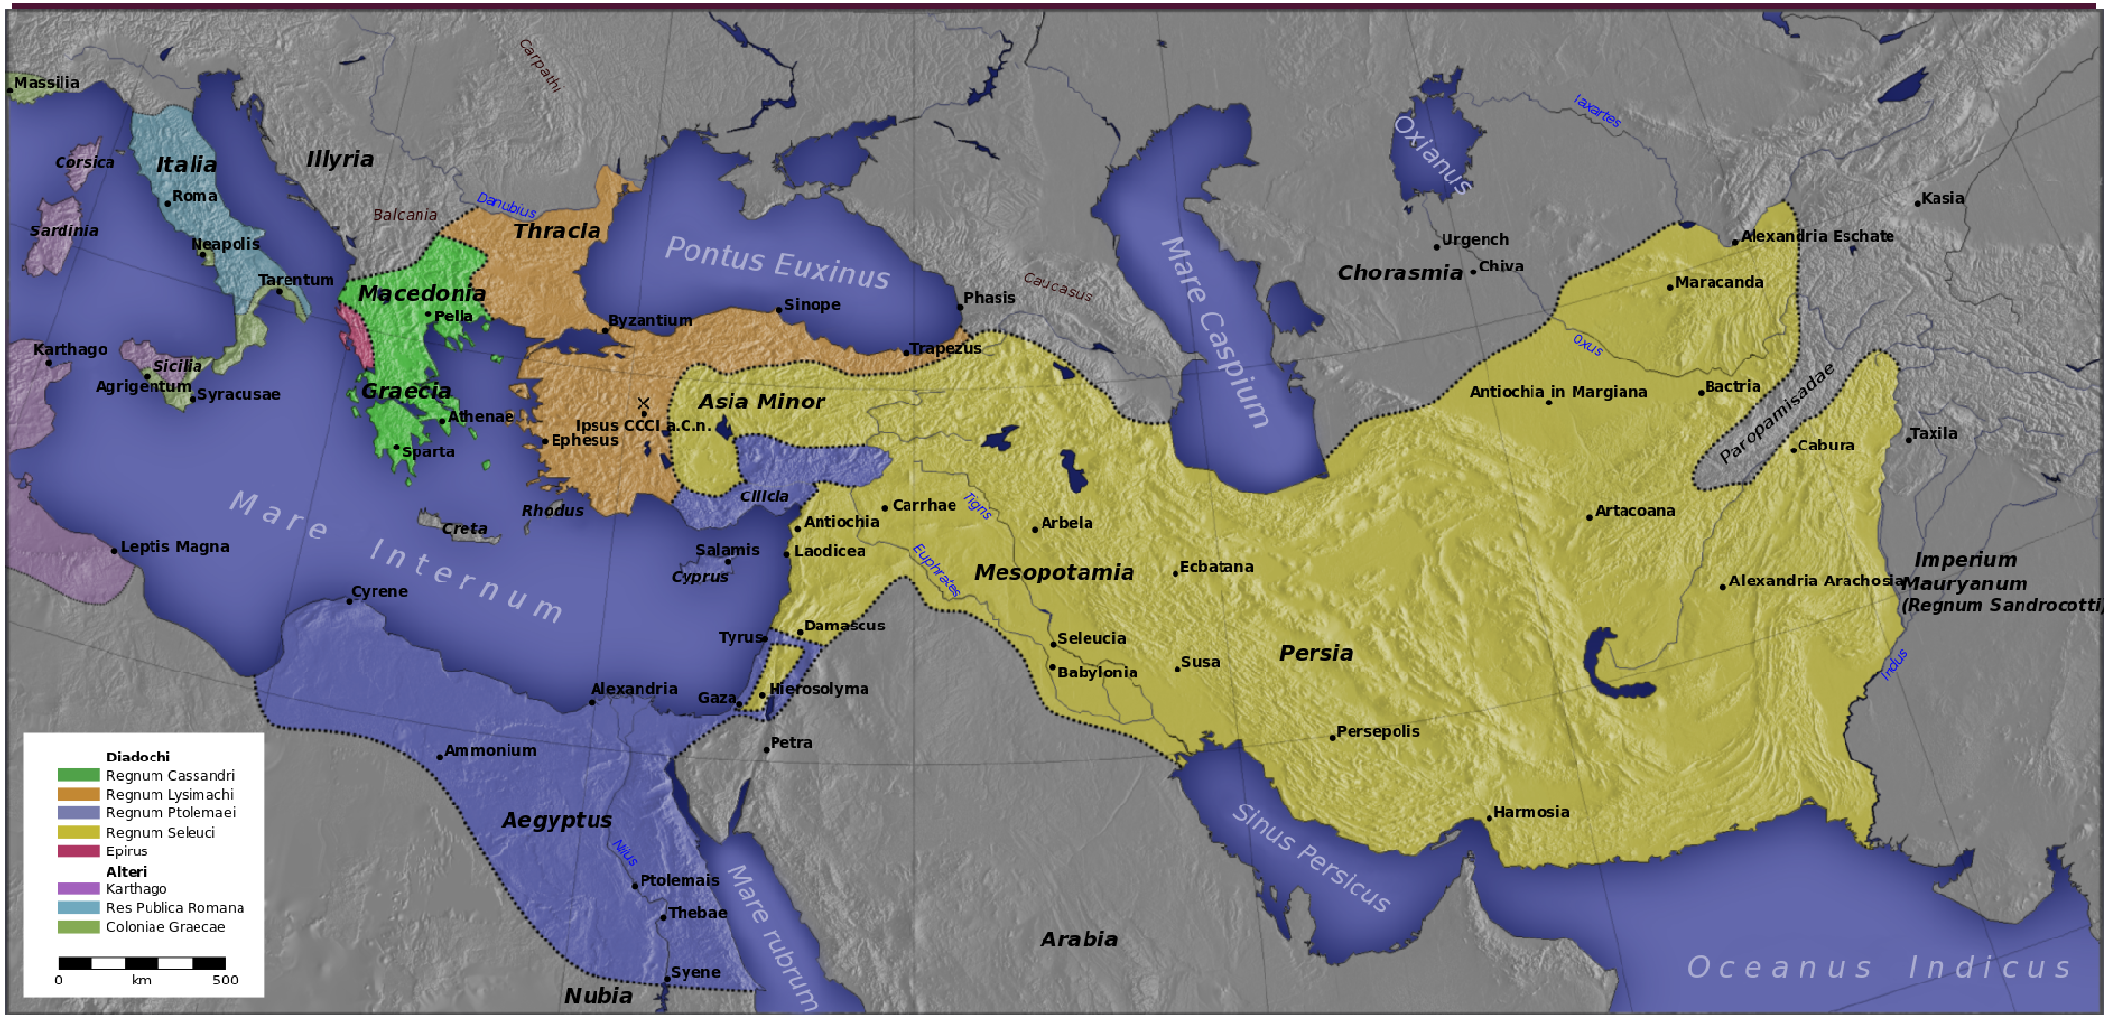 Massilia
Carpathi
Iaxartes
Oxianus
Corsica
Italia
Illyria
Roma
Kasia
Danubius
Balcania
Thracia
Sardinia
Neapolis
Pontus Euxinus
Mare Caspium
Urgench
Alexandria Eschate
Chorasmia
Chiva
Tarentum
Macedonia
Pella
Byzantium
Sinope
Phasis
Caucasus
Maracanda
Karthago
Sicilia
Agrigentum
Syracusae
Trapezus
Oxus
Graecia
Athenae
Sparta
Asia Minor
Ipsus CCCI a.C.n.
Ephesus
Antiochia in Margiana
Bactria
Paropamisadae
Cabura
Taxila
Mare Internum
Creta
Rhodus
Cilicia
Carrhae
Tigris
Antiochia
Arbela
Artacoana
Leptis Magna
Salamis
Cyprus
Laodicea
Euphrates
Mesopotamia
Ecbatana
Imperium
Mauryanum
(Regnum Sandrocotti)
Alexandria Arachosia
Cyrene
Tyrus
Damascus
Seleucia
Babylonia
Susa
Persia
Indus
Alexandria
Gaza
Hierosolyma
Petra
Persepolis
Ammonium
Aegyptus
Nilus
Harmosia
Sinus Persicus
Ptolemais
Thebae
Mare rubrum
Arabia
Syene
Nubia
Oceanus Indicus
Diadochi
Regnum Cassandri
Regnum Lysimachi
Regnum Ptolemaei
Regnum Seleuci
Epirus
Alteri
Karthago
Res Publica Romana
Coloniae Graecae
0 km 500